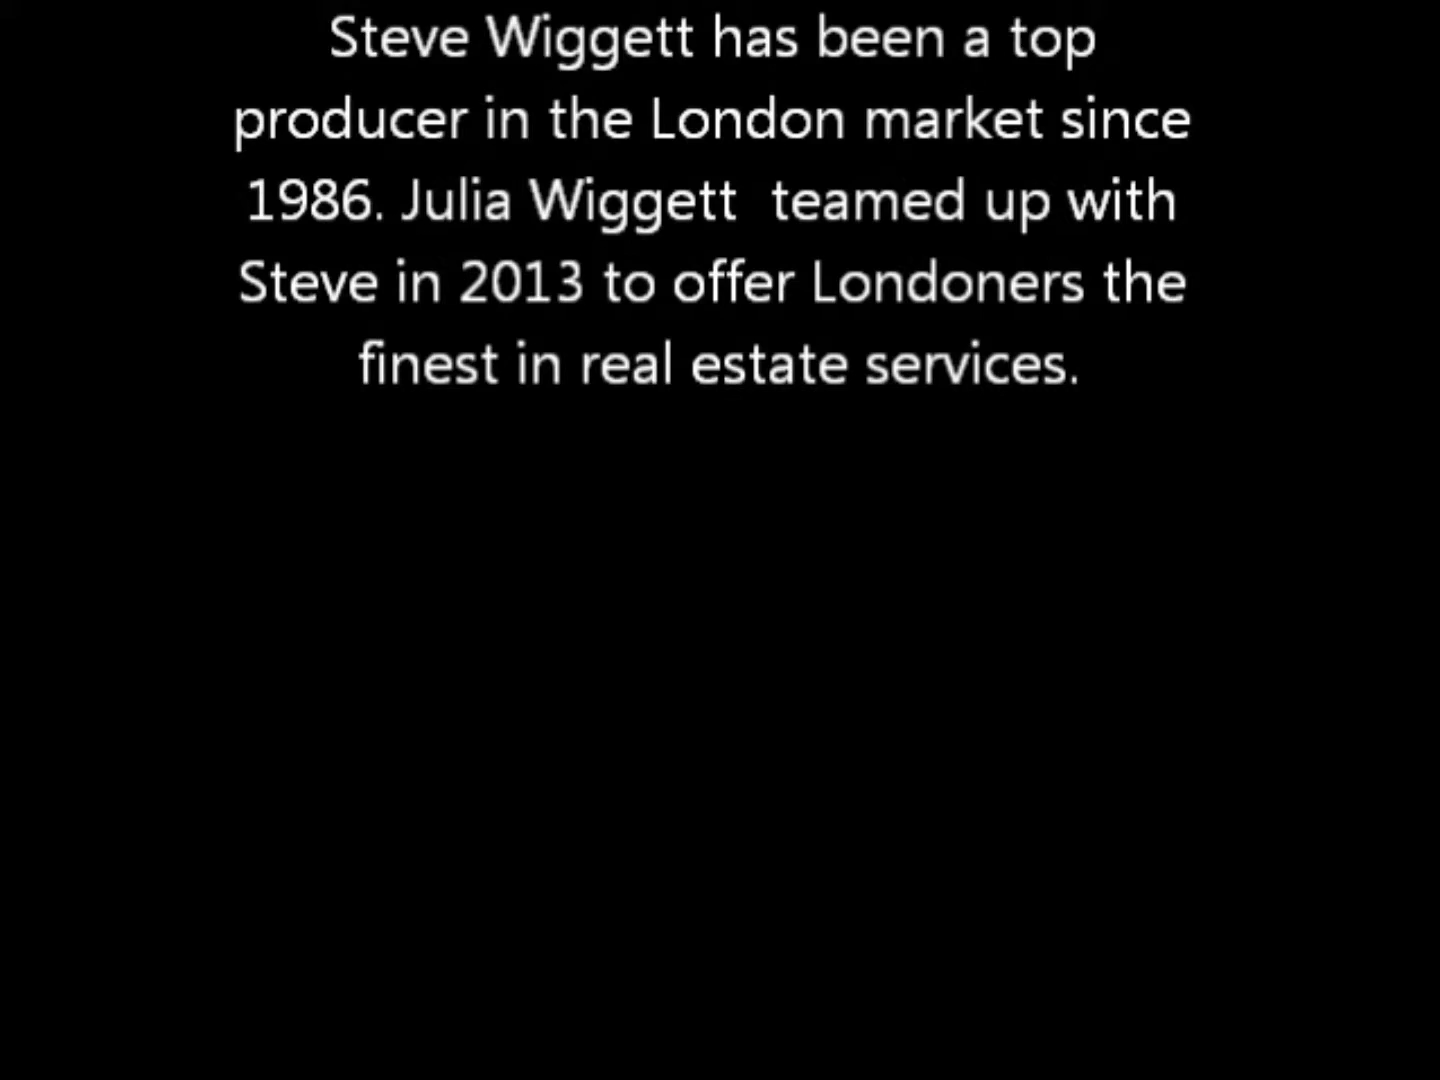 Steve Wiggett has been a top
producer in the London market since
1986. Julia Wiggett  teamed up with
Steve in 2013 to offer Londoners the
finest in real estate services.